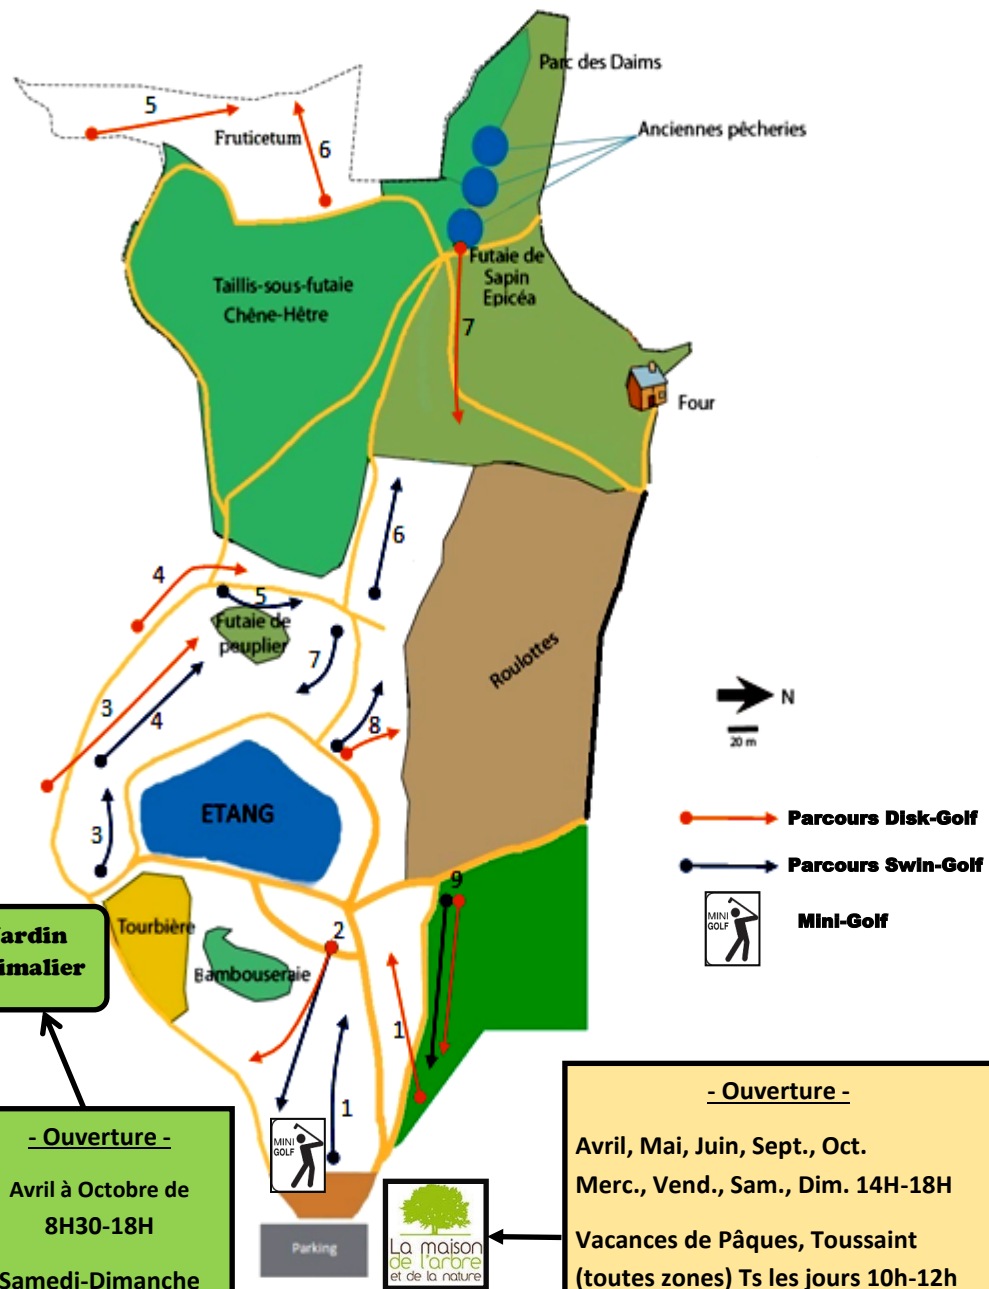 Parc des Daims
5
Anciennes pêcheries
Fruticetum
6
Futaie de
Sapin
Epicéa
Taillis-sous-futaie
Chêne-Hêtre
7
Four
6
4
5
Futaie de
peuplier
7
Roulottes
3
4
8
N
20 m
ETANG
Parcours Disk-Golf
3
Parcours Swin-Golf
9
MINI
GOLF
Mini-Golf
Tourbière
2
Bambouseraie
1
1
MINI
GOLF
Parking
La maison
de l'arbre
et de la nature
- Ouverture -
Avril à Octobre de
8H30-18H
Samedi-Dimanche
- Ouverture -
Avril, Mai, Juin, Sept., Oct.
Merc., Vend., Sam., Dim. 14H-18H
Vacances de Pâques, Toussaint
(toutes zones) Ts les jours 10h-12h